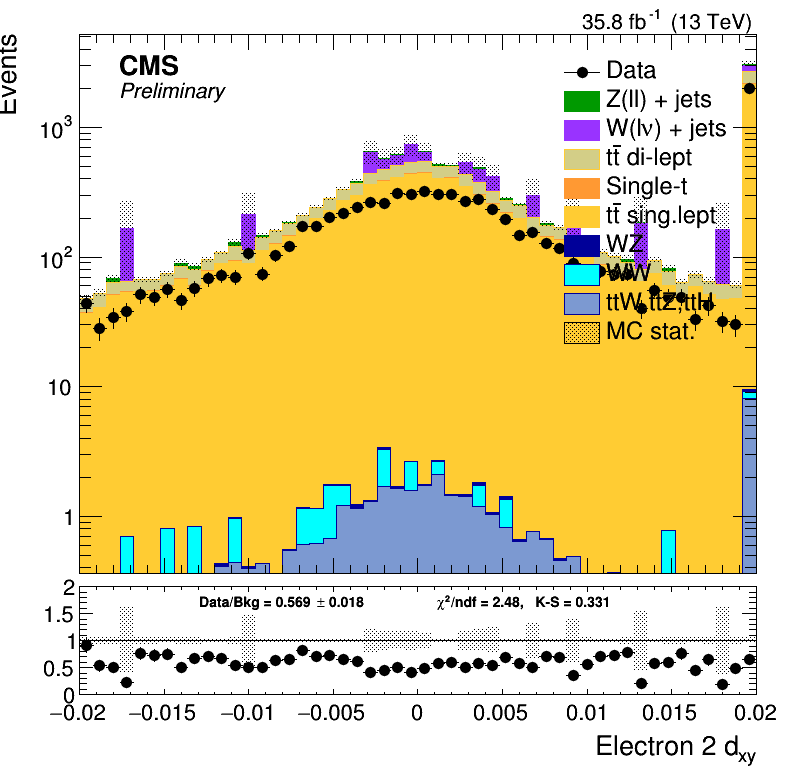 35.8 fb⁻¹ (13 TeV)
Events
CMS
Preliminary
Data
Z(ll) + jets
W(lν) + jets
tt̄ di-lept
Single-t
tt̄ sing.lept
WZ
WW
ttW,ttZ,ttH
MC stat.
10³
10²
10
1
Data/Bkg = 0.569 ± 0.018 χ²/ndf = 2.48, K-S = 0.331
2
1.5
1
0.5
0
−0.02 −0.015 −0.01 −0.005 0 0.005 0.01 0.015 0.02
Electron 2 dxy